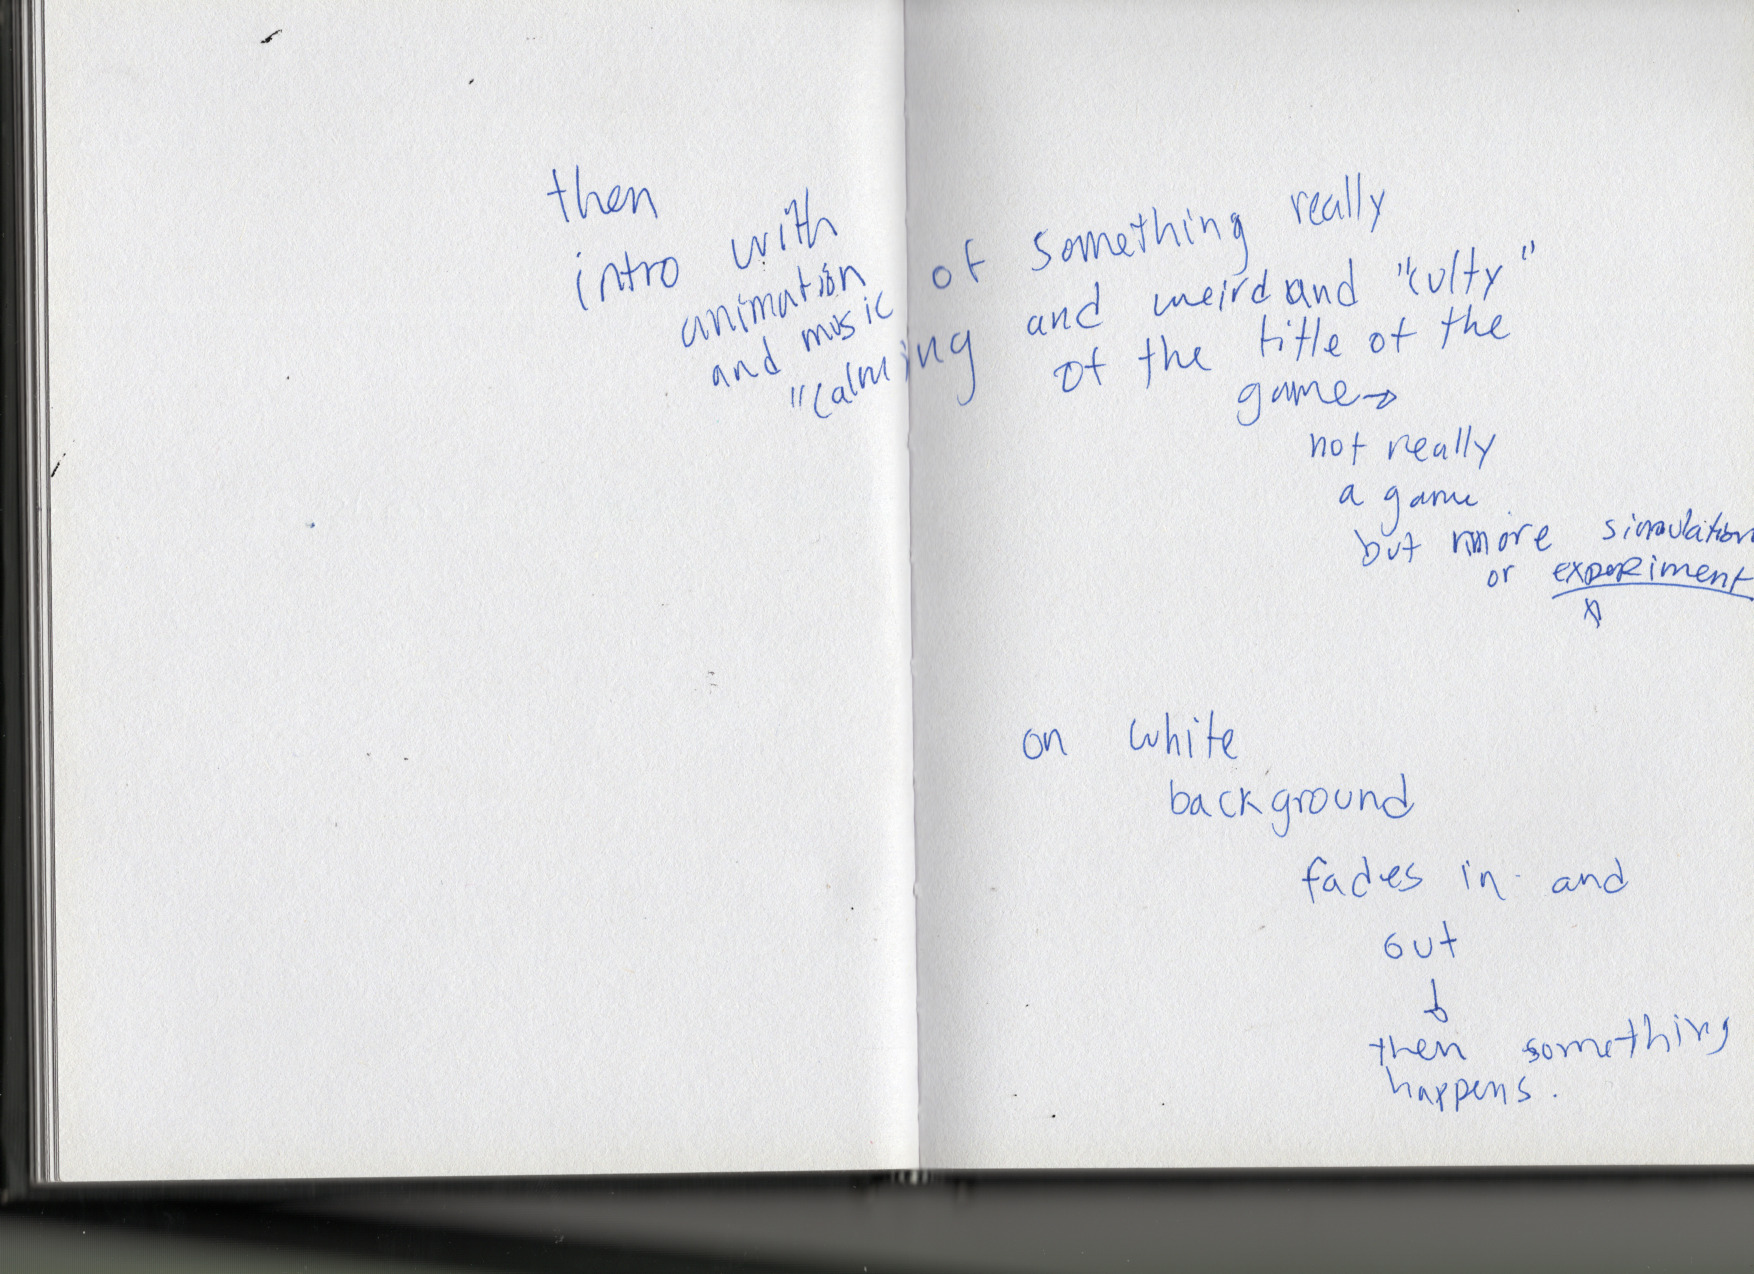 then
intro with
animation
and music
of something really
"calming and weird and "culty"
of the title of the
game →
not really
a game
but more simulation
or experiment
on white
background
fades in and
out
↓
then something
happens.